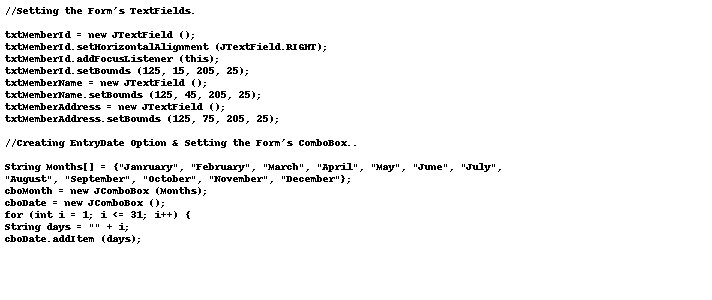 //Setting the Form's TextFields.
txtMemberId = new JTextField ();
txtMemberId.setHorizontalAlignment (JTextField.RIGHT);
txtMemberId.addFocusListener (this);
txtMemberId.setBounds (125, 15, 205, 25);
txtMemberName = new JTextField ();
txtMemberName.setBounds (125, 45, 205, 25);
txtMemberAddress = new JTextField ();
txtMemberAddress.setBounds (125, 75, 205, 25);
//Creating EntryDate Option & Setting the Form's ComboBox..
String Months[] = {"Janruary", "February", "March", "April", "May", "June", "July",
"August", "September", "October", "November", "December"};
cboMonth = new JComboBox (Months);
cboDate = new JComboBox ();
for (int i = 1; i <= 31; i++) {
String days = "" + i;
cboDate.addItem (days);